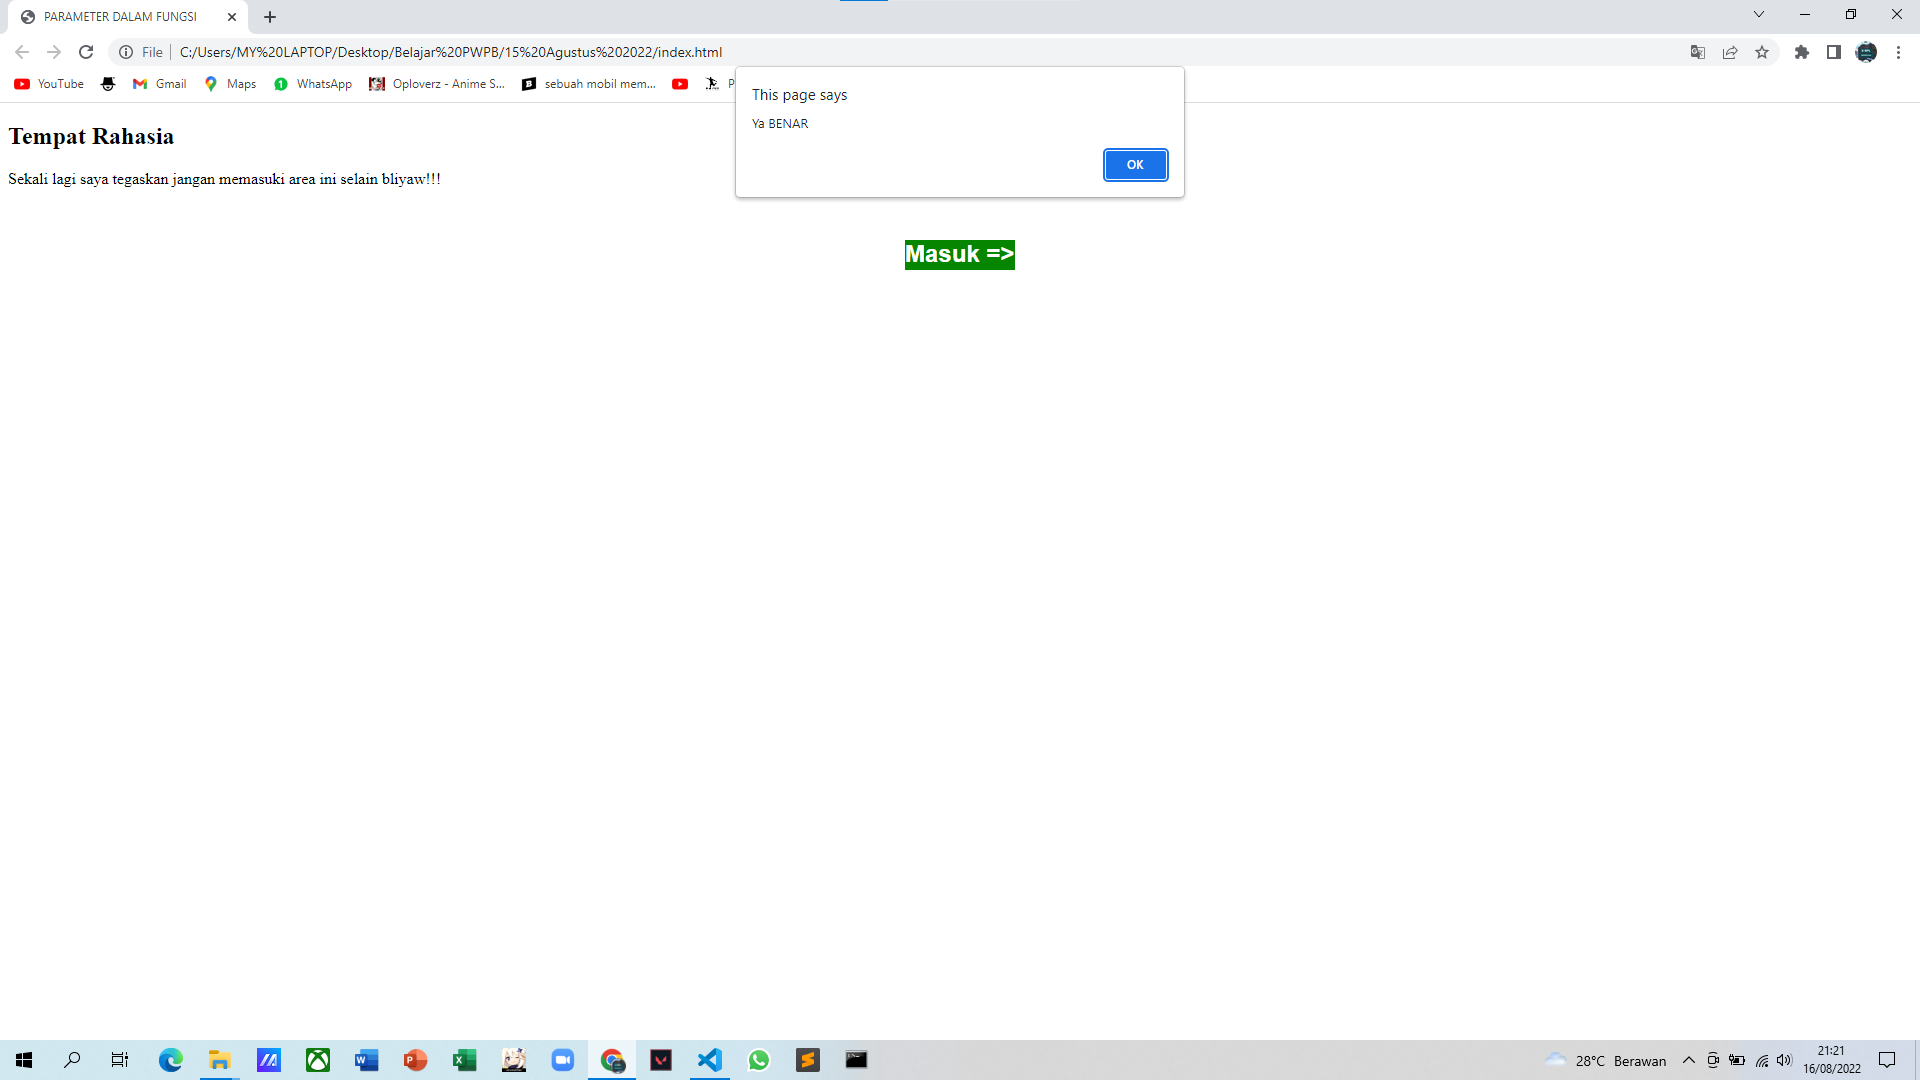 PARAMETER DALAM FUNGSI
File
C:/Users/MY%20LAPTOP/Desktop/Belajar%20PWPB/15%20Agustus%202022/index.html
YouTube
Gmail
Maps
WhatsApp
Oploverz - Anime S...
sebuah mobil mem...
P
This page says
Ya BENAR
OK
Tempat Rahasia
Sekali lagi saya tegaskan jangan memasuki area ini selain bliyaw!!!
Masuk =>
28°C Berawan
21:21
16/08/2022